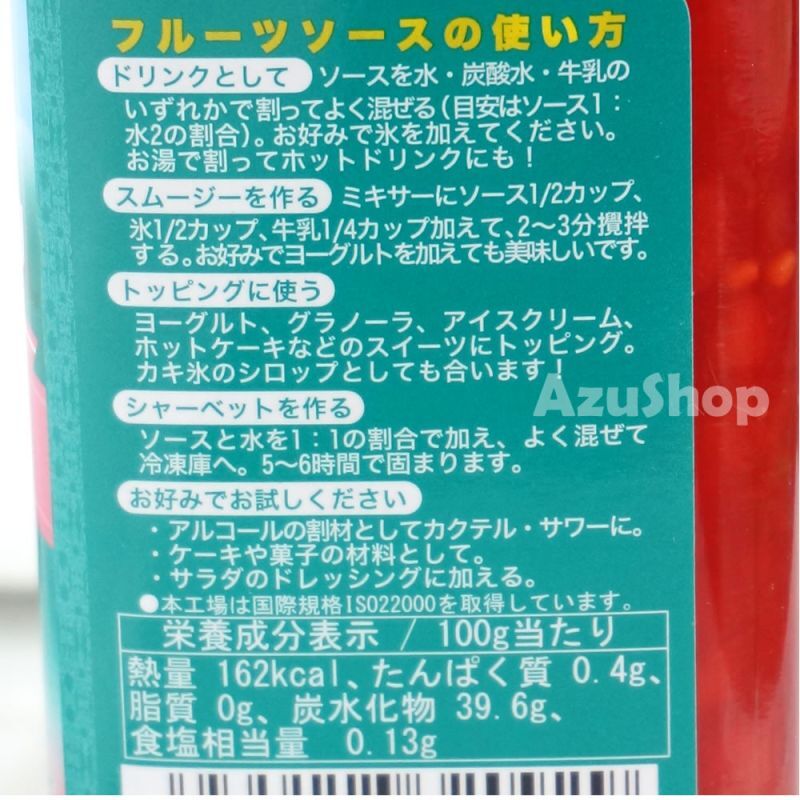 フルーツソースの使い方
ドリンクとして ソースを水・炭酸水・牛乳の
いずれかで割ってよく混ぜる（目安はソース1：
水2の割合）。お好みで氷を加えてください。
お湯で割ってホットドリンクにも！
スムージーを作る ミキサーにソース1/2カップ、
氷1/2カップ、牛乳1/4カップ加えて、2〜3分攪拌
する。お好みでヨーグルトを加えても美味しいです。
トッピングに使う
ヨーグルト、グラノーラ、アイスクリーム、
ホットケーキなどのスイーツにトッピング。
カキ氷のシロップとしても合います！
AzuShop
シャーベットを作る
ソースと水を1：1の割合で加え、よく混ぜて
冷凍庫へ。5〜6時間で固まります。
お好みでお試しください
・アルコールの割材としてカクテル・サワーに。
・ケーキや菓子の材料として。
・サラダのドレッシングに加える。
●本工場は国際規格ISO22000を取得しています。
栄養成分表示 / 100g当たり
熱量 162kcal、たんぱく質 0.4g、
脂質 0g、炭水化物 39.6g、
食塩相当量 0.13g